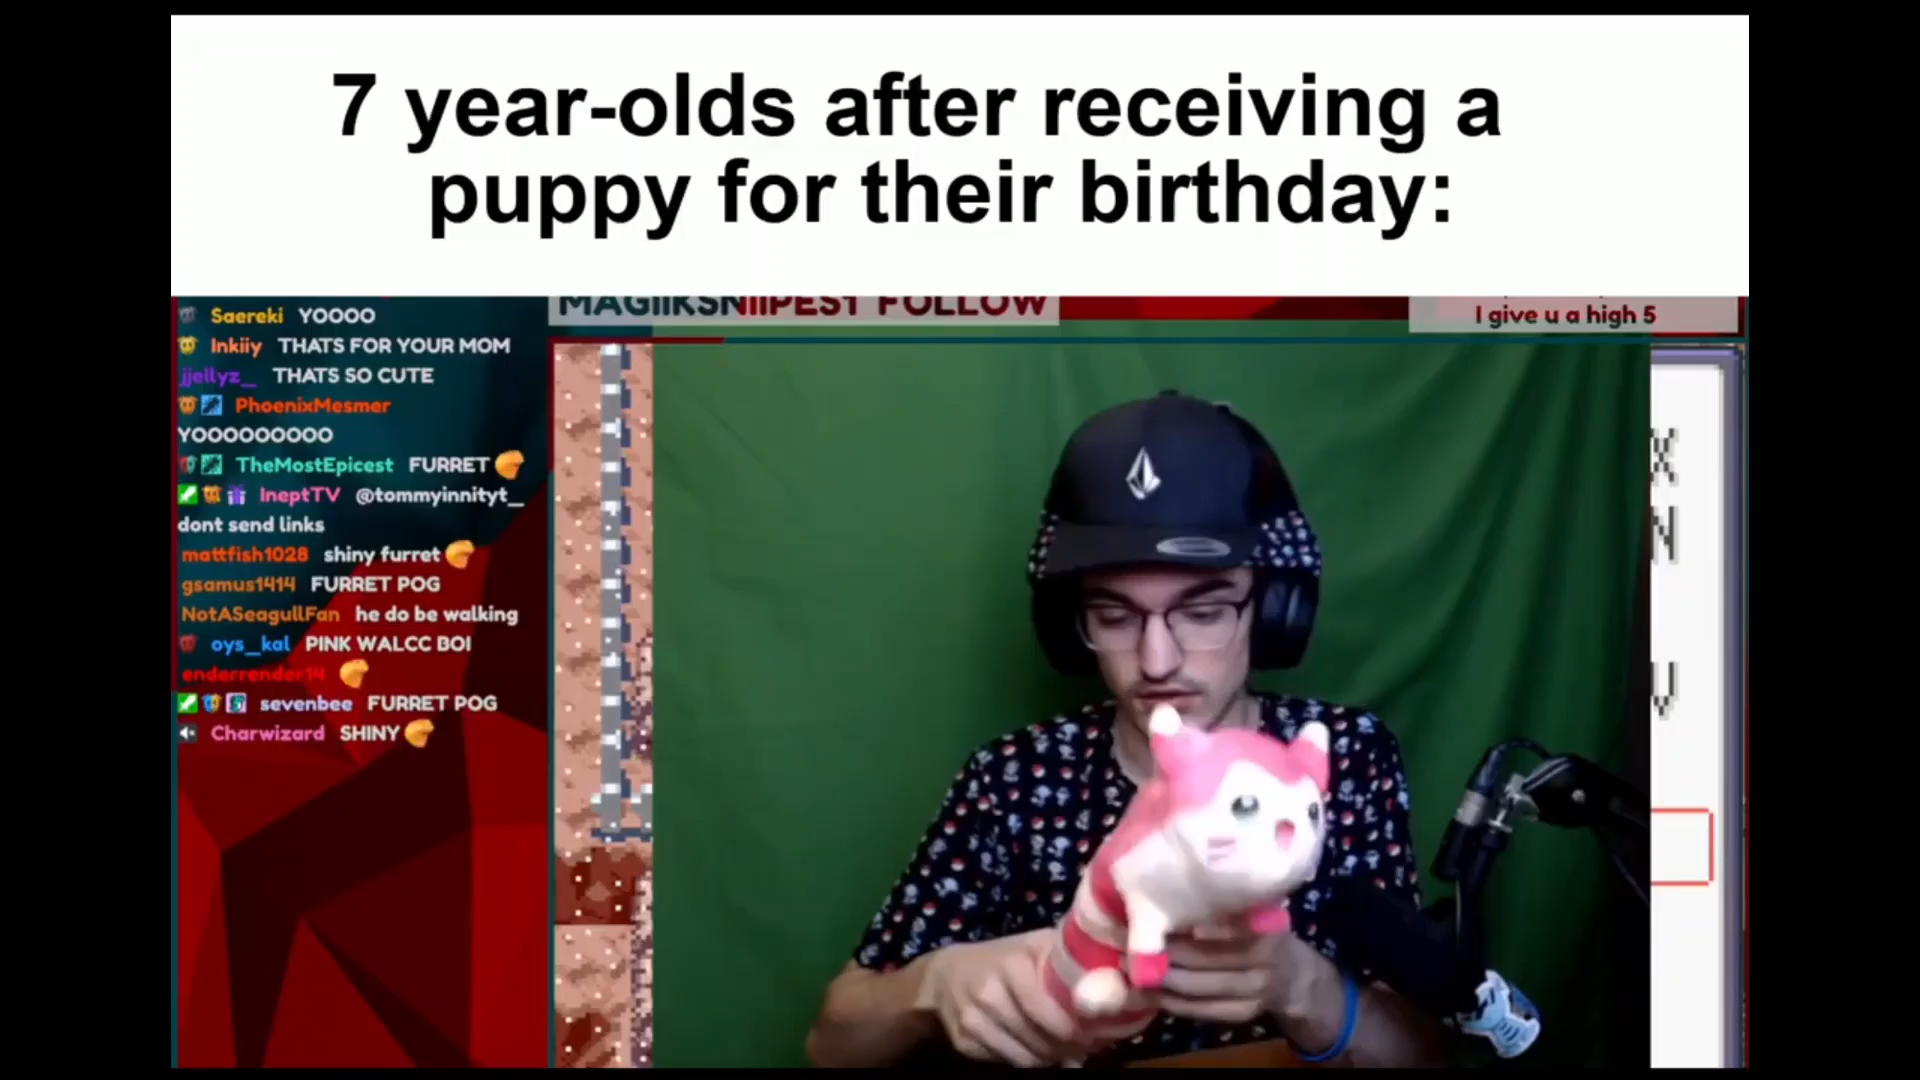 7 year-olds after receiving a
puppy for their birthday:
MAGIIKSNIIPES1 FOLLOW
I give u a high 5
Saereki YOOOO
Inkiiy THATS FOR YOUR MOM
jjellyz_ THATS SO CUTE
PhoenixMesmer
YOOOOOOOOO
TheMostEpicest FURRET
IneptTV @tommyinnityt_
dont send links
mattfish1028 shiny furret
gsamus1414 FURRET POG
NotASeagullFan he do be walking
oys_kal PINK WALCC BOI
enderrender14
sevenbee FURRET POG
Charwizard SHINY
X
N
V